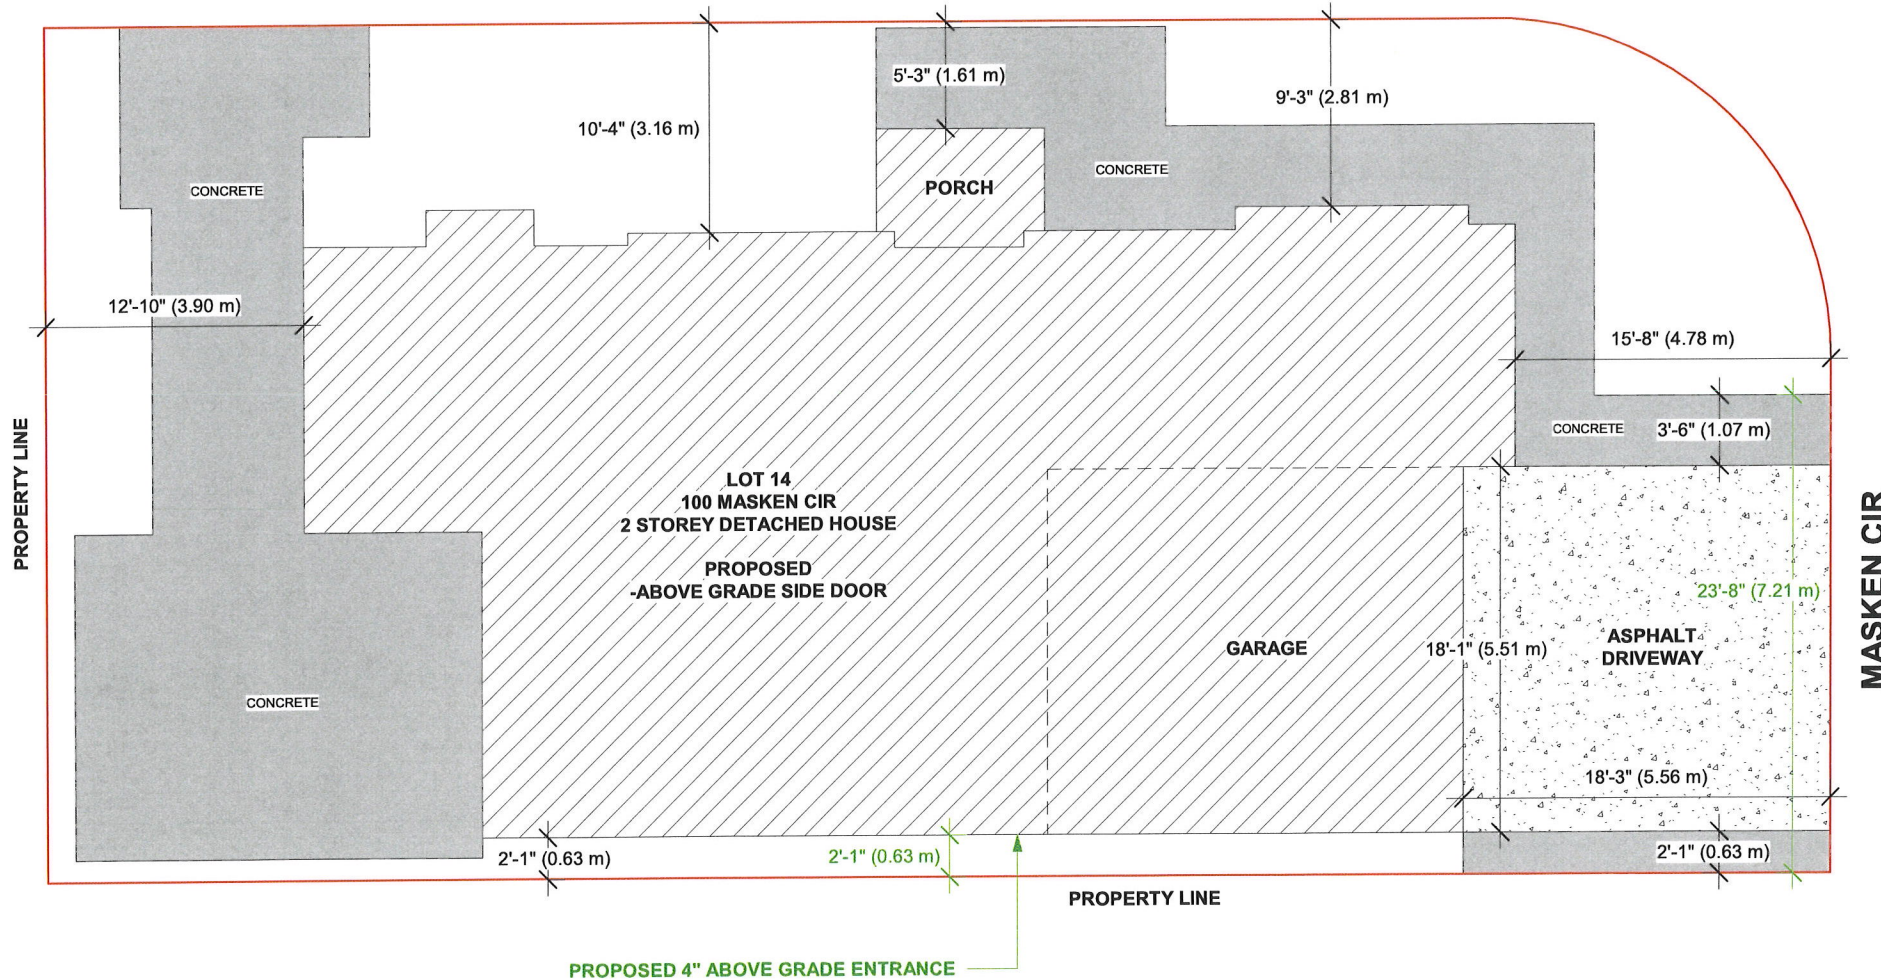 5'-3" (1.61 m)
9'-3" (2.81 m)
10'-4" (3.16 m)
CONCRETE
PORCH
CONCRETE
12'-10" (3.90 m)
15'-8" (4.78 m)
PROPERTY LINE
LOT 14
100 MASKEN CIR
2 STOREY DETACHED HOUSE
PROPOSED
-ABOVE GRADE SIDE DOOR
CONCRETE
3'-6" (1.07 m)
MASKEN CIR
23'-8" (7.21 m)
GARAGE
18'-1" (5.51 m)
ASPHALT
DRIVEWAY
CONCRETE
18'-3" (5.56 m)
2'-1" (0.63 m)
2'-1" (0.63 m)
2'-1" (0.63 m)
PROPERTY LINE
PROPOSED 4" ABOVE GRADE ENTRANCE